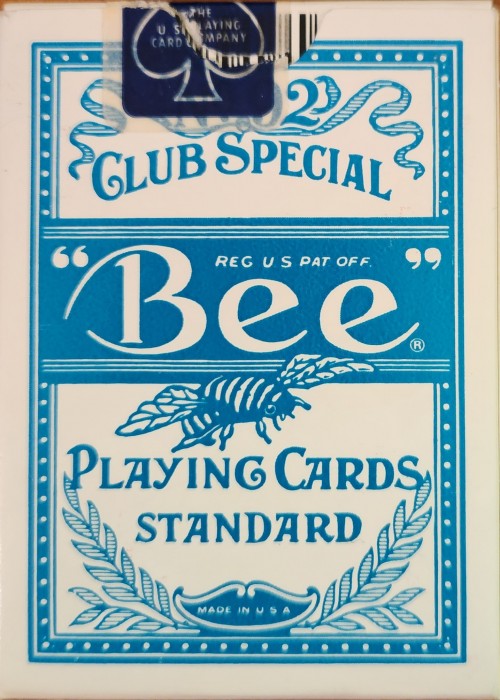 THE
U.S. PLAYING
CARD COMPANY
No. 92
CLUB SPECIAL
REG U S PAT OFF.
“Bee”®
PLAYING CARDS
STANDARD
MADE IN U S A